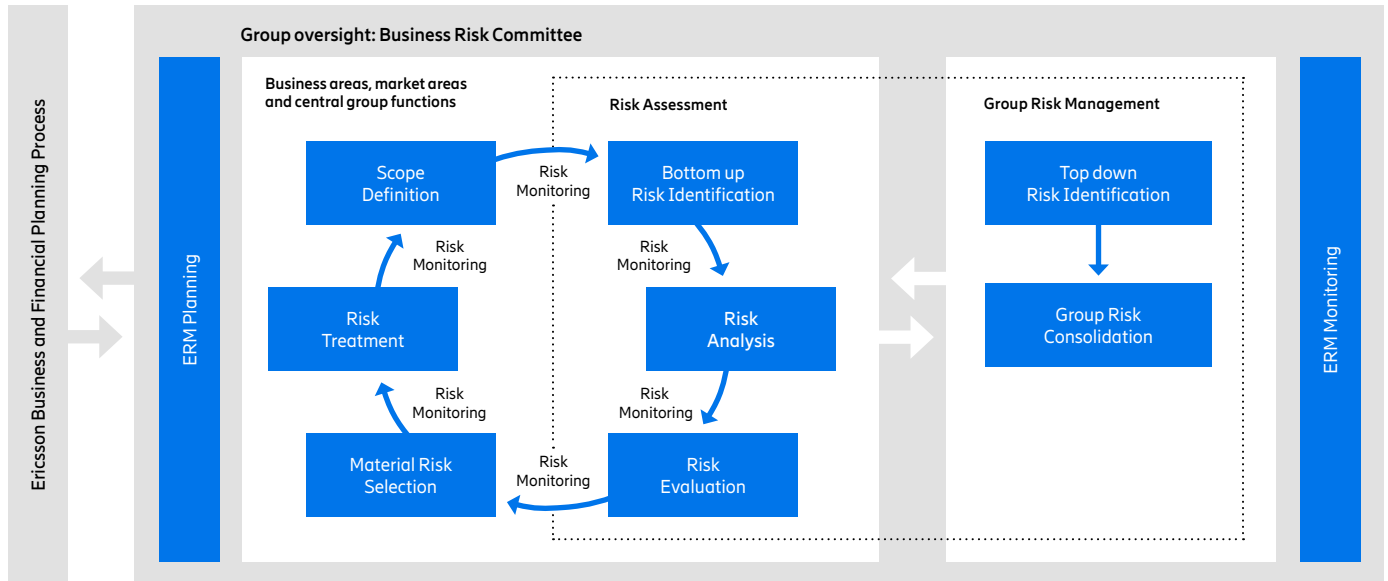 Ericsson Business and Financial Planning Process
Group oversight: Business Risk Committee
ERM Planning
Business areas, market areas
and central group functions
Risk Assessment
Scope
Definition
Risk
Monitoring
Bottom up
Risk Identification
Risk
Monitoring
Risk
Monitoring
Risk
Treatment
Risk
Analysis
Risk
Monitoring
Risk
Monitoring
Material Risk
Selection
Risk
Monitoring
Risk
Evaluation
Group Risk Management
Top down
Risk Identification
Group Risk
Consolidation
ERM Monitoring